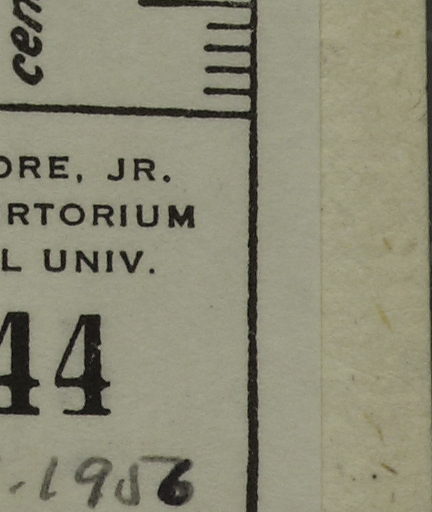 cen
ORE, JR.
RTORIUM
L UNIV.
44
. 1956